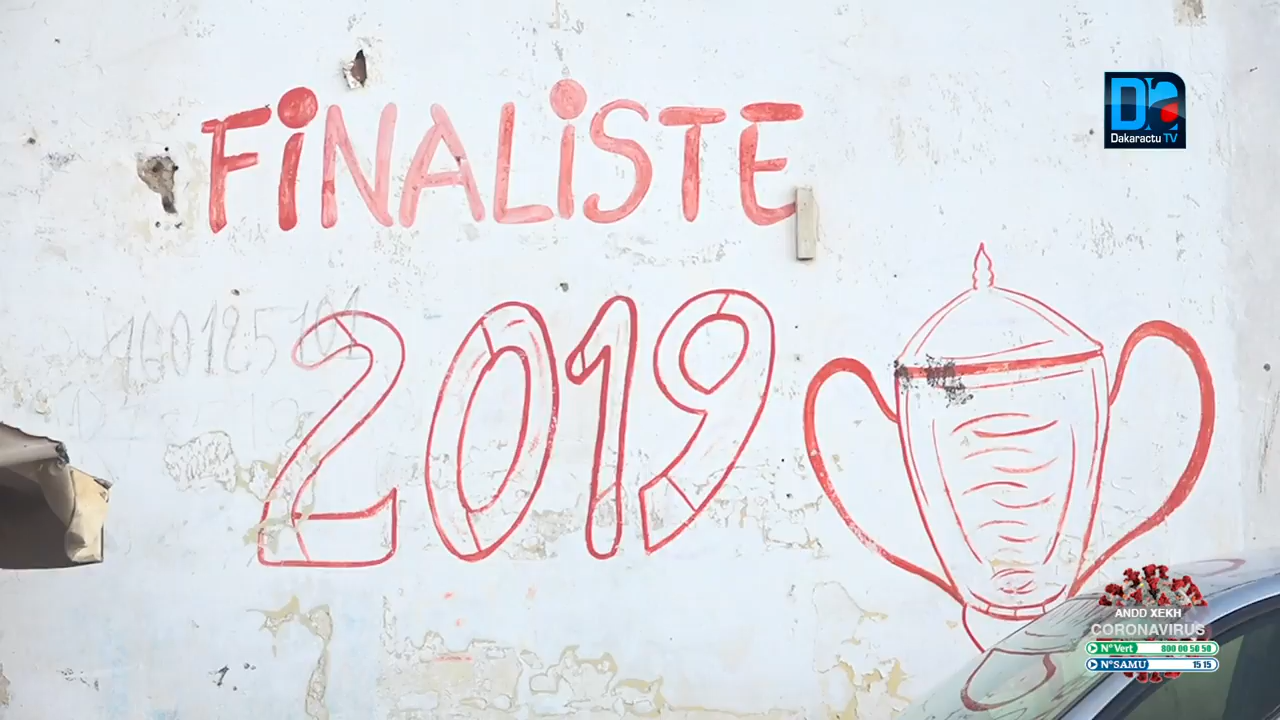 FiNALiSTE
2019
Dakaractu TV
ANDD XEKH
CORONAVIRUS
N° Vert 800 00 50 50
N° SAMU 15 15